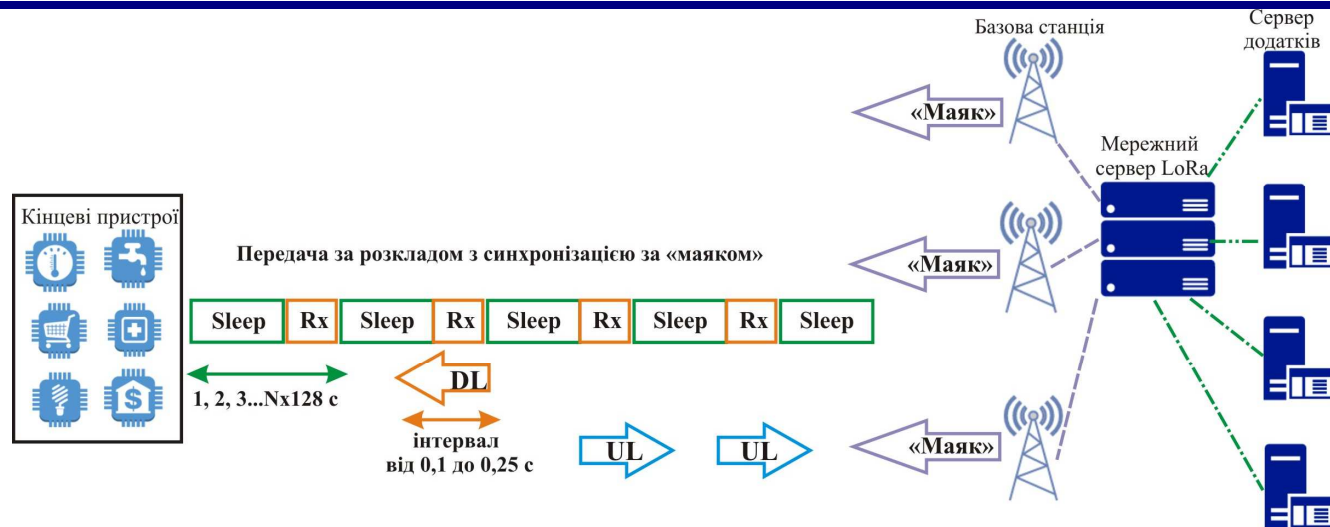 Базова станція
Сервер
додатків
«Маяк»
Мережний
сервер LoRa
Кінцеві пристрої
Передача за розкладом з синхронізацією за «маяком»
«Маяк»
Sleep Rx Sleep Rx Sleep Rx Sleep Rx Sleep
DL
1, 2, 3...Nx128 с
інтервал
від 0,1 до 0,25 с
UL
UL
«Маяк»